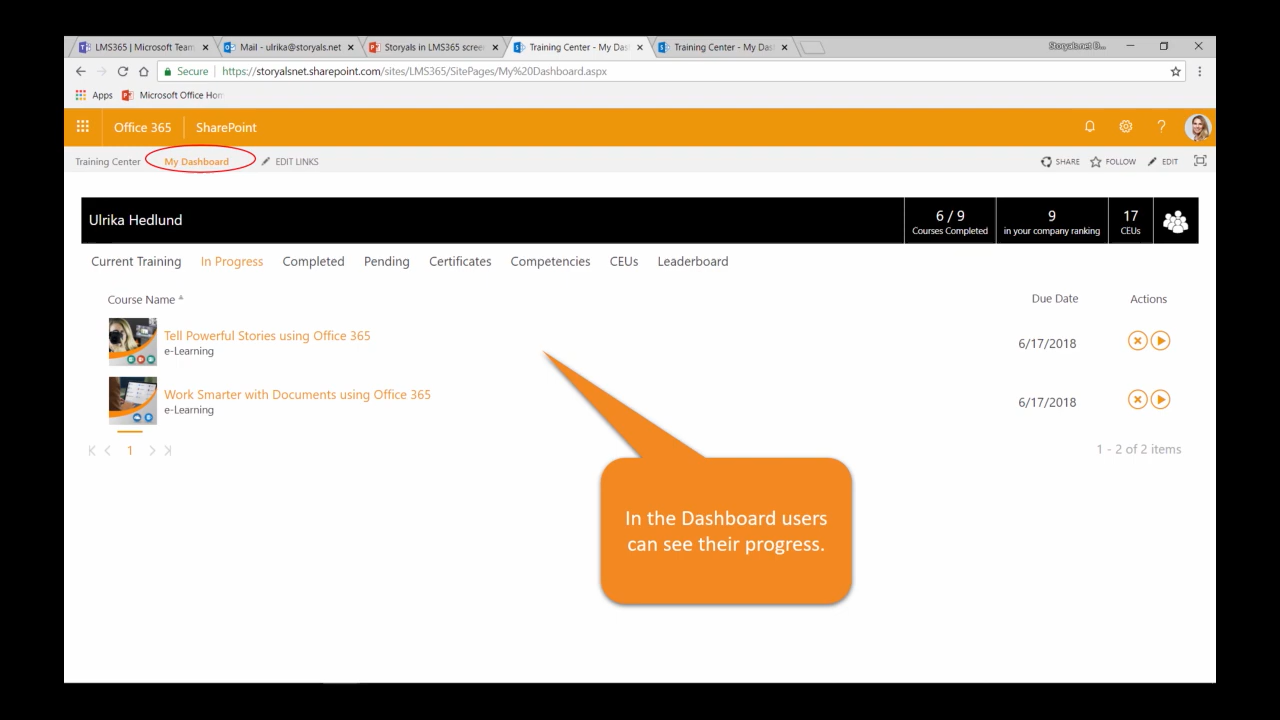 LMS365 | Microsoft Team
Mail - ulrika@storyals.net
Storyals in LMS365 scree
Training Center - My Das
Training Center - My Das
Secure | https://storyalsnet.sharepoint.com/sites/LMS365/SitePages/My%20Dashboard.aspx
Apps Microsoft Office Hom
Office 365 SharePoint ?
Training Center My Dashboard EDIT LINKS SHARE FOLLOW EDIT
Ulrika Hedlund
6 / 9
Courses Completed
9
in your company ranking
17
CEUs
Current Training In Progress Completed Pending Certificates Competencies CEUs Leaderboard
Course Name Due Date Actions
Tell Powerful Stories using Office 365
e-Learning
6/17/2018
Work Smarter with Documents using Office 365
e-Learning
6/17/2018
1
1 - 2 of 2 items
In the Dashboard users
can see their progress.